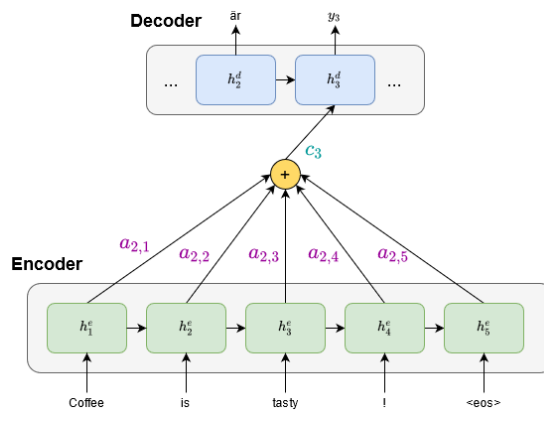 Decoder
är y₃
... h₂ᵈ h₃ᵈ ...
c₃
+
a₂,₁ a₂,₂ a₂,₃ a₂,₄ a₂,₅
Encoder
h₁ᵉ h₂ᵉ h₃ᵉ h₄ᵉ h₅ᵉ
Coffee is tasty ! <eos>